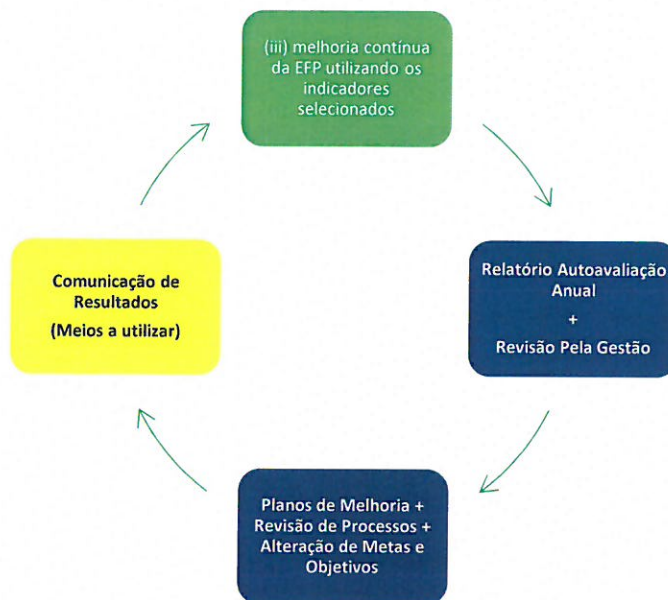 (iii) melhoria contínua
da EFP utilizando os
indicadores
selecionados
Relatório Autoavaliação
Anual
+
Revisão Pela Gestão
Planos de Melhoria +
Revisão de Processos +
Alteração de Metas e
Objetivos
Comunicação de
Resultados
(Meios a utilizar)